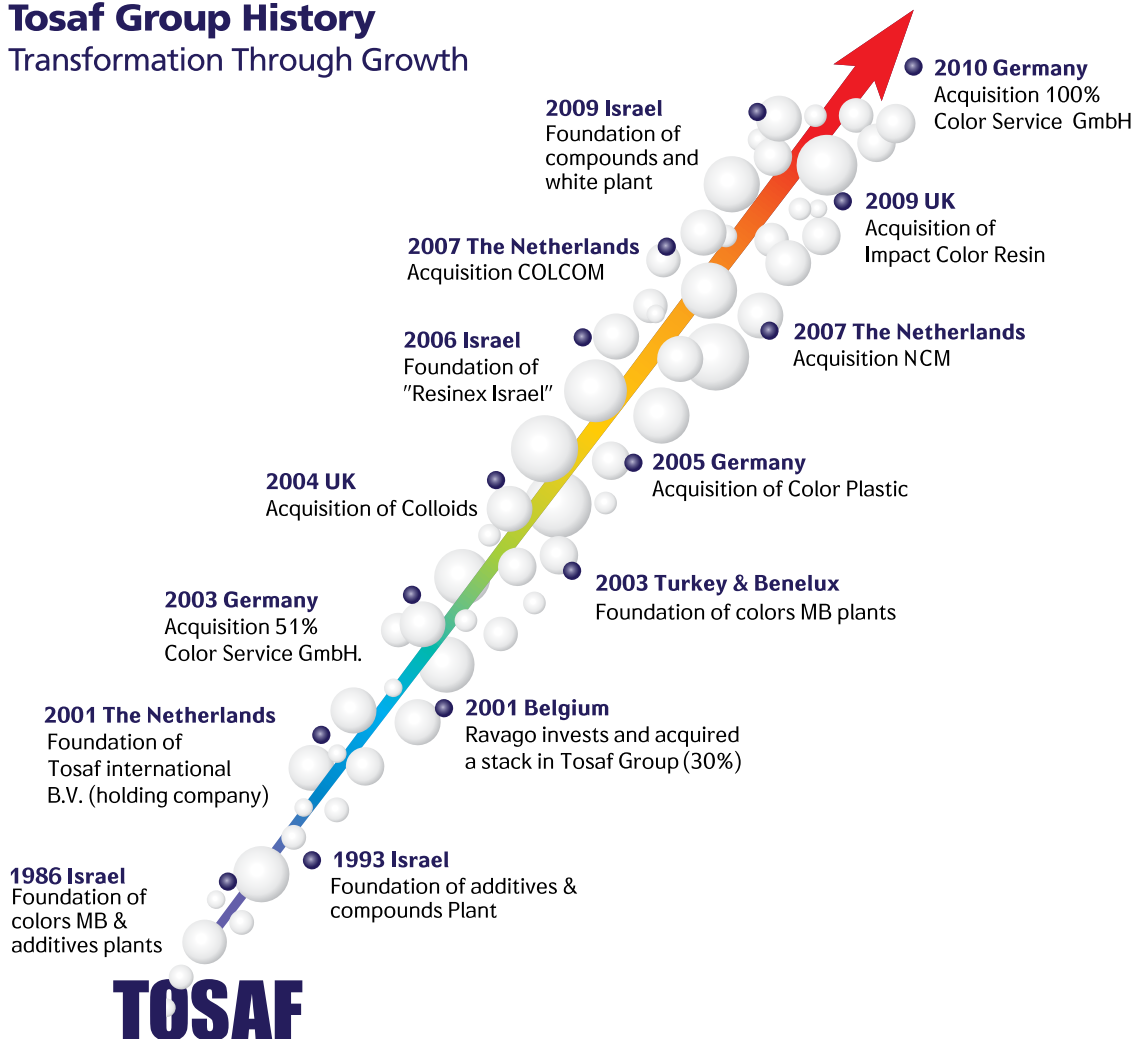 Tosaf Group History
Transformation Through Growth
2010 Germany
Acquisition 100%
Color Service GmbH
2009 Israel
Foundation of
compounds and
white plant
2009 UK
Acquisition of
Impact Color Resin
2007 The Netherlands
Acquisition COLCOM
2007 The Netherlands
Acquisition NCM
2006 Israel
Foundation of
"Resinex Israel"
2005 Germany
Acquisition of Color Plastic
2004 UK
Acquisition of Colloids
2003 Turkey & Benelux
Foundation of colors MB plants
2003 Germany
Acquisition 51%
Color Service GmbH.
2001 Belgium
Ravago invests and acquired
a stack in Tosaf Group (30%)
2001 The Netherlands
Foundation of
Tosaf international
B.V. (holding company)
1993 Israel
Foundation of additives &
compounds Plant
1986 Israel
Foundation of
colors MB &
additives plants
TOSAF